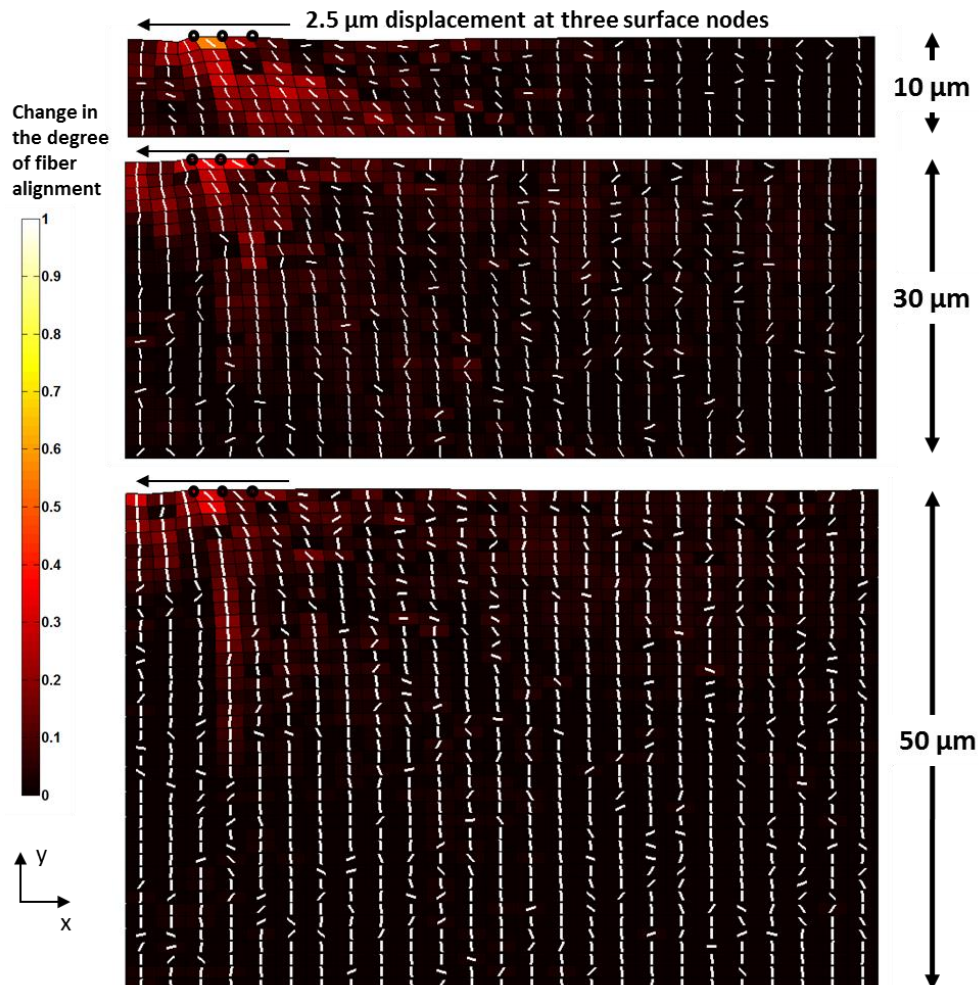 2.5 µm displacement at three surface nodes
10 µm
Change in
the degree
of fiber
alignment
30 µm
1
0.9
0.8
0.7
0.6
0.5
0.4
0.3
0.2
0.1
0
50 µm
y
x